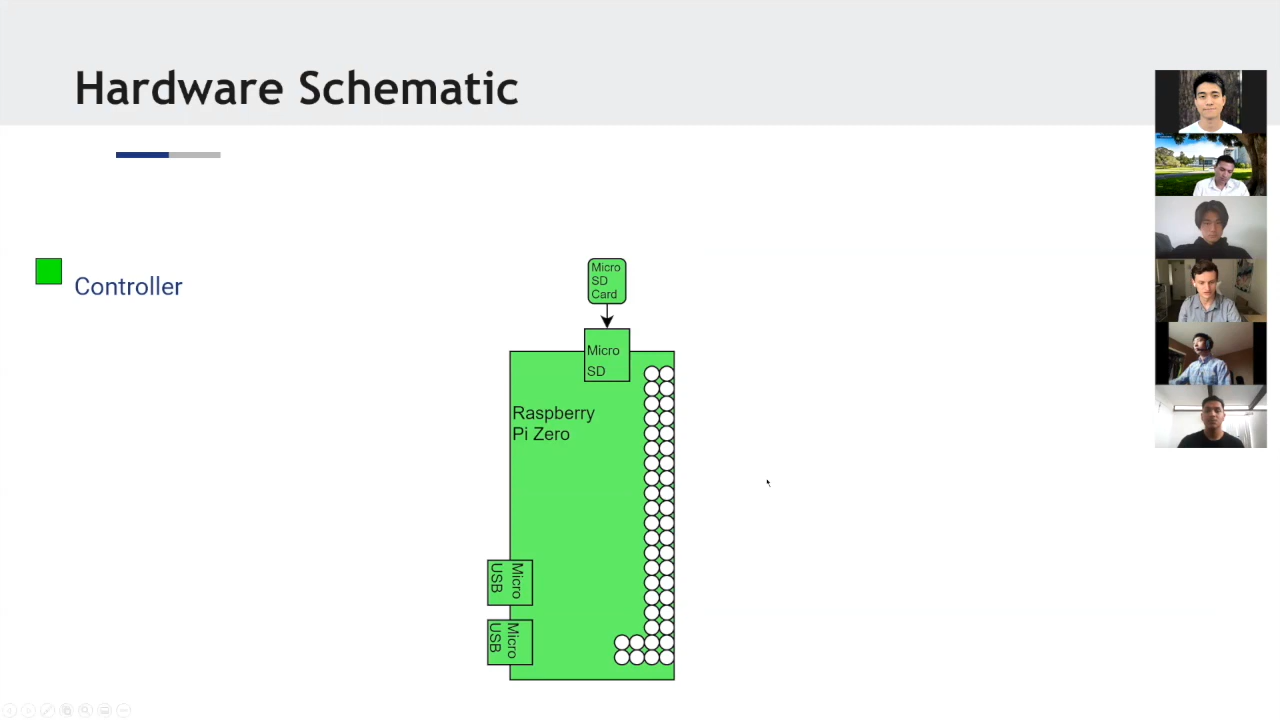 Hardware Schematic
Controller
Micro
SD
Card
Micro
SD
Raspberry
Pi Zero
Micro
USB
Micro
USB